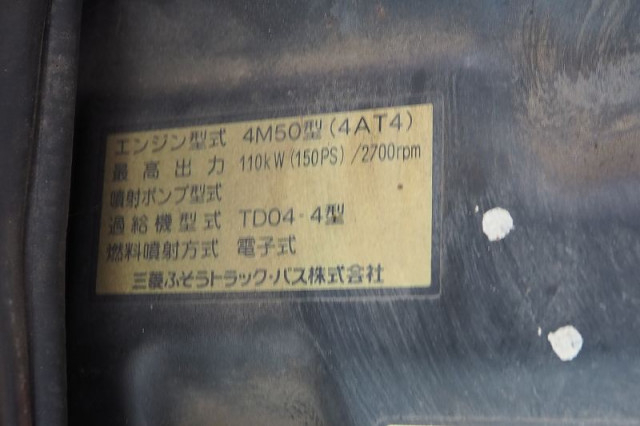 エンジン型式 4M50型(4AT4)
最高出力 110kW(150PS)/2700rpm
噴射ポンプ型式
過給機型式 TD04-4型
燃料噴射方式 電子式
三菱ふそうトラック・バス株式会社